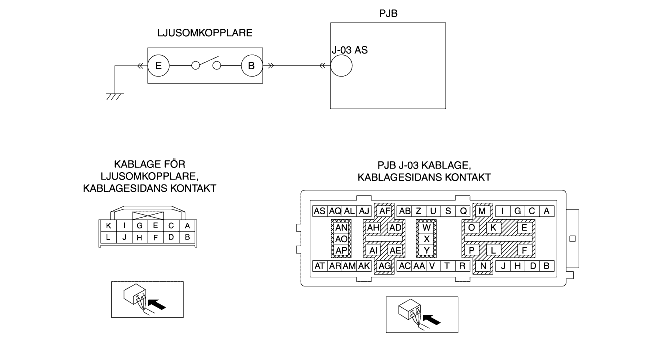 PJB
LJUSOMKOPPLARE
J-03 AS
E B
KABLAGE FÖR
LJUSOMKOPPLARE,
KABLAGESIDANS KONTAKT
K I G E C A
L J H F D B
PJB J-03 KABLAGE,
KABLAGESIDANS KONTAKT
AS AQ AL AJ AF AB Z U S Q M I G C A
AN AH AD W O K E
AO X
AP AI AE Y P L F
AT AR AM AK AG AC AA V T R N J H D B